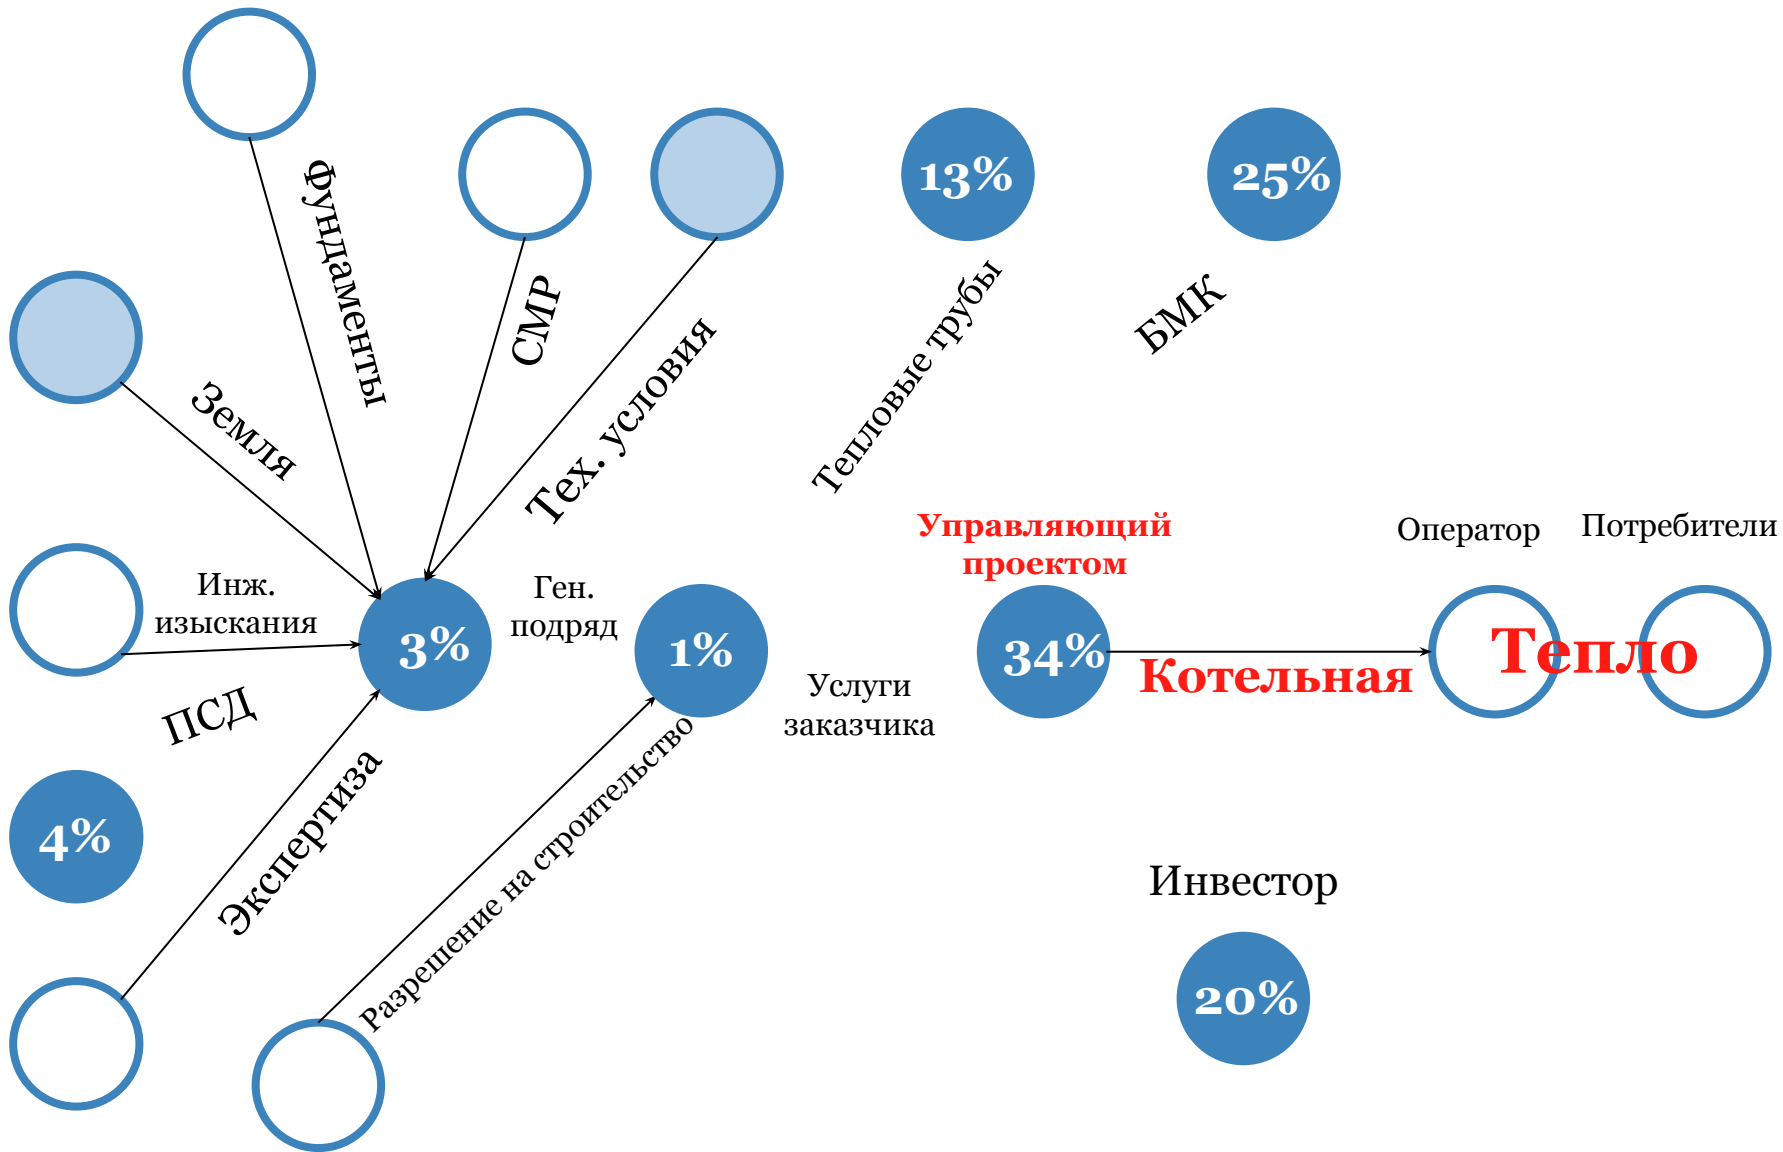 13%
25%
Фундаменты
СМР
Тех. условия
Тепловые трубы
БМК
Земля
Управляющий
проектом
Оператор
Потребители
Инж.
изыскания
3%
Ген.
подряд
1%
Услуги
заказчика
34%
Котельная
Тепло
ПСД
4%
Экспертиза
Разрешение на строительство
Инвестор
20%